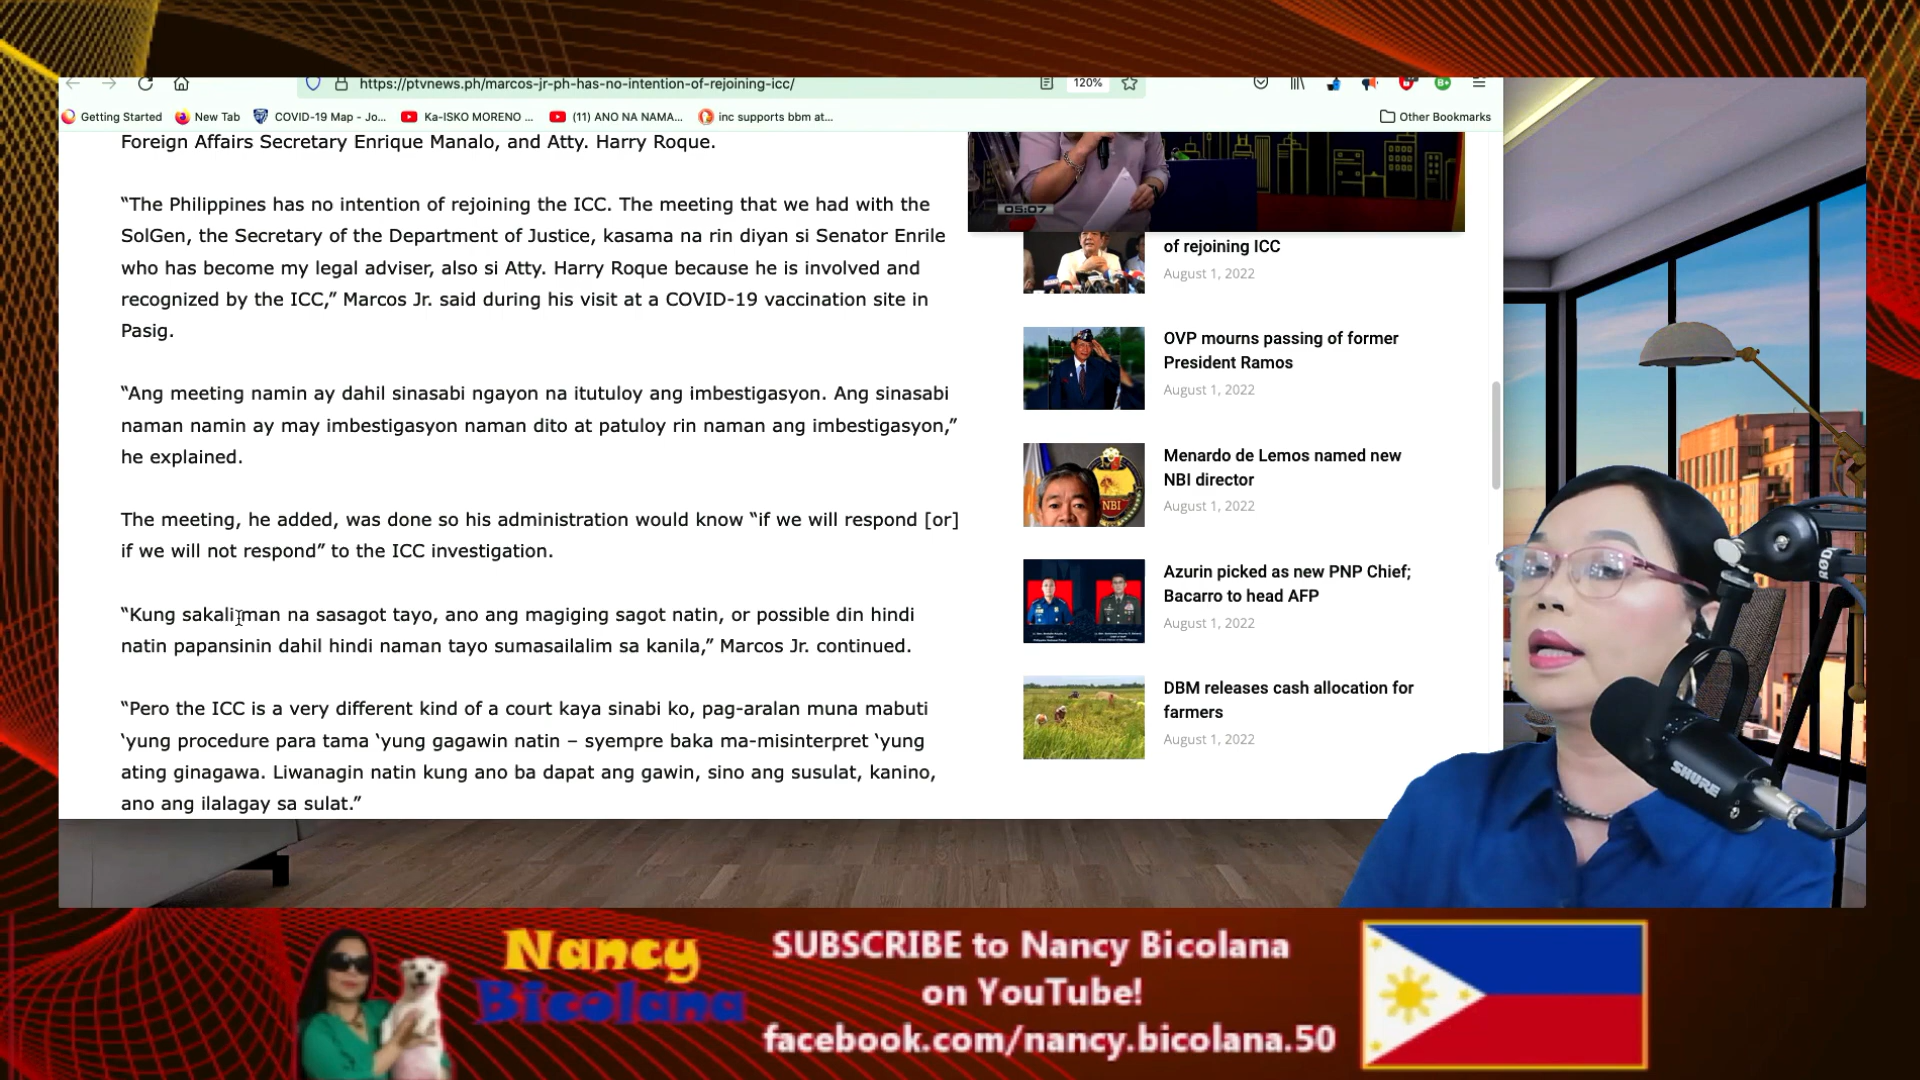 https://ptvnews.ph/marcos-jr-ph-has-no-intention-of-rejoining-icc/
120%
Getting Started
New Tab
COVID-19 Map - Jo...
Ka-ISKO MORENO ...
(11) ANO NA NAMA...
inc supports bbm at...
Other Bookmarks
Foreign Affairs Secretary Enrique Manalo, and Atty. Harry Roque.
“The Philippines has no intention of rejoining the ICC. The meeting that we had with the
SolGen, the Secretary of the Department of Justice, kasama na rin diyan si Senator Enrile
who has become my legal adviser, also si Atty. Harry Roque because he is involved and
recognized by the ICC,” Marcos Jr. said during his visit at a COVID-19 vaccination site in
Pasig.
“Ang meeting namin ay dahil sinasabi ngayon na itutuloy ang imbestigasyon. Ang sinasabi
naman namin ay may imbestigasyon naman dito at patuloy rin naman ang imbestigasyon,”
he explained.
The meeting, he added, was done so his administration would know “if we will respond [or]
if we will not respond” to the ICC investigation.
“Kung sakaliman na sasagot tayo, ano ang magiging sagot natin, or possible din hindi
natin papansinin dahil hindi naman tayo sumasailalim sa kanila,” Marcos Jr. continued.
“Pero the ICC is a very different kind of a court kaya sinabi ko, pag-aralan muna mabuti
‘yung procedure para tama ‘yung gagawin natin – syempre baka ma-misinterpret ‘yung
ating ginagawa. Liwanagin natin kung ano ba dapat ang gawin, sino ang susulat, kanino,
ano ang ilalagay sa sulat.”
05:07
of rejoining ICC
August 1, 2022
OVP mourns passing of former
President Ramos
August 1, 2022
NBI
Menardo de Lemos named new
NBI director
August 1, 2022
Azurin picked as new PNP Chief;
Bacarro to head AFP
August 1, 2022
DBM releases cash allocation for
farmers
August 1, 2022
RØDE
SHURE
Nancy
Bicolana
SUBSCRIBE to Nancy Bicolana
on YouTube!
facebook.com/nancy.bicolana.50